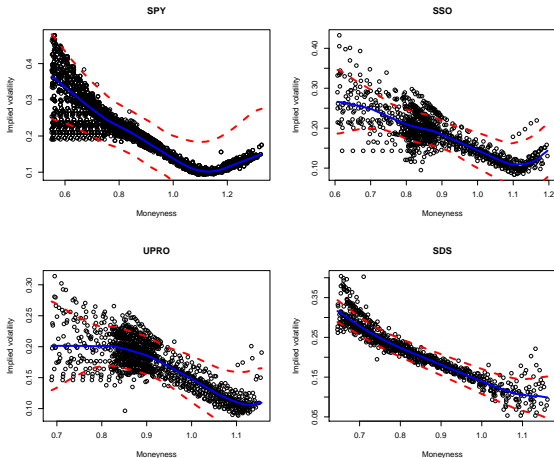 SPY
Implied volatility
0.1 0.2 0.3 0.4
0.6 0.8 1.0 1.2
Moneyness
SSO
Implied volatility
0.10 0.20 0.30 0.40
0.6 0.7 0.8 0.9 1.0 1.1 1.2
Moneyness
UPRO
Implied volatility
0.10 0.15 0.20 0.25 0.30
0.7 0.8 0.9 1.0 1.1
Moneyness
SDS
Implied volatility
0.05 0.15 0.25 0.35
0.7 0.8 0.9 1.0 1.1
Moneyness